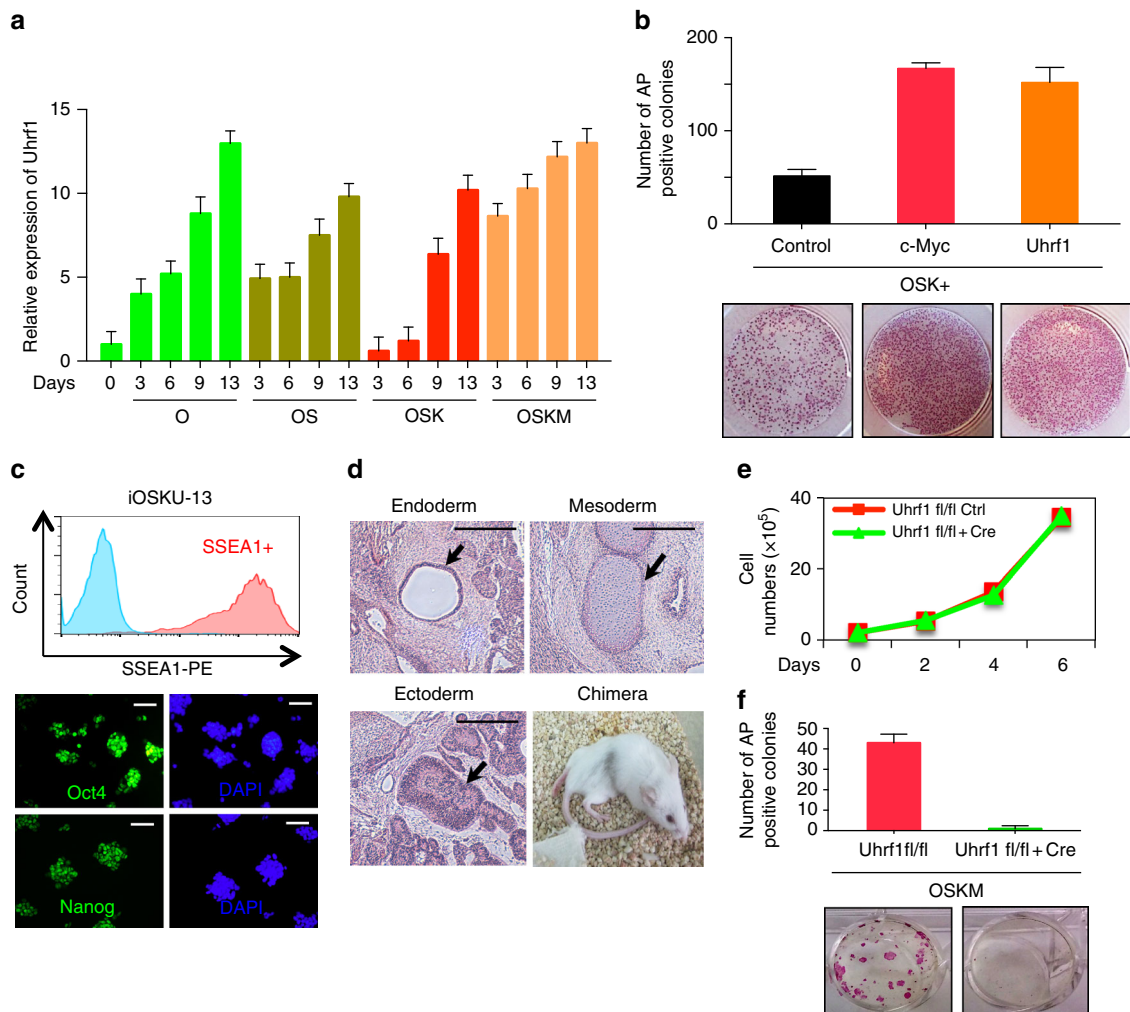 a
Relative expression of Uhrf1
15
10
5
0
Days 0 3 6 9 13 3 6 9 13 3 6 9 13 3 6 9 13
O OS OSK OSKM
b
Number of AP
positive colonies
200
100
0
Control c-Myc Uhrf1
OSK+
c
iOSKU-13
Count
SSEA1+
SSEA1-PE
Oct4 DAPI
Nanog DAPI
d
Endoderm Mesoderm
Ectoderm Chimera
e
Cell
numbers (×10⁵)
40
20
0
Uhrf1 fl/fl Ctrl
Uhrf1 fl/fl + Cre
Days 0 2 4 6
f
Number of AP
positive colonies
50
40
30
20
10
0
Uhrf1fl/fl Uhrf1 fl/fl + Cre
OSKM